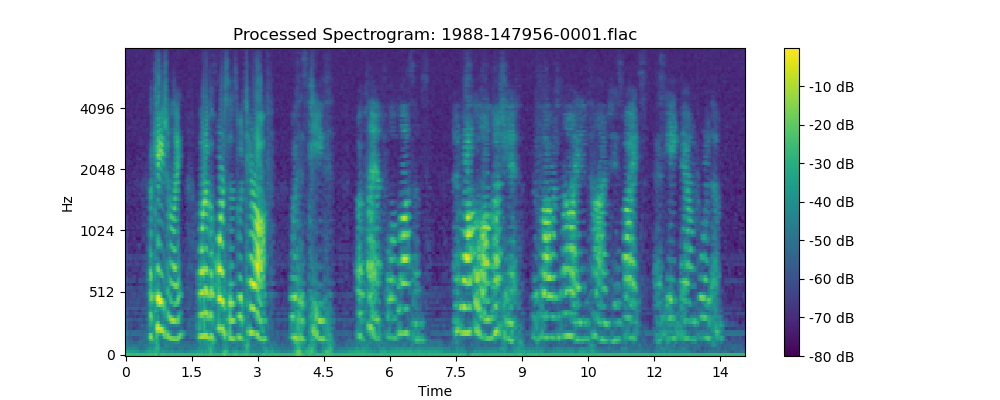 Processed Spectrogram: 1988-147956-0001.flac
Hz
4096
2048
1024
512
0
0 1.5 3 4.5 6 7.5 9 10 12 14
Time
-10 dB
-20 dB
-30 dB
-40 dB
-50 dB
-60 dB
-70 dB
-80 dB